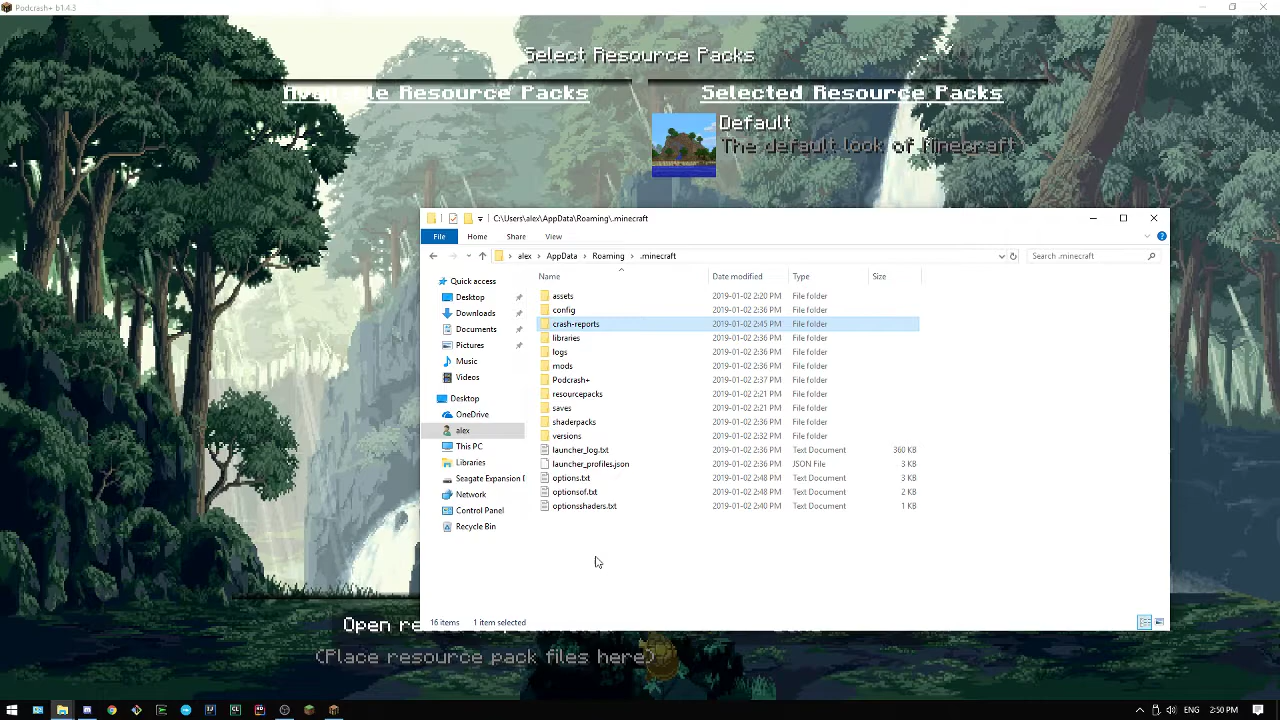 Podcrash+ b1.4.3
Select Resource Packs
Resource Packs
Selected Resource Packs
Default
The default look of Minecraft
C:\Users\alex\AppData\Roaming\.minecraft
File Home Share View
alex AppData Roaming .minecraft
Search .minecraft
Name Date modified Type Size
Quick access
Desktop
Downloads
Documents
Pictures
Music
Videos
Desktop
OneDrive
alex
This PC
Libraries
Seagate Expansion
Network
Control Panel
Recycle Bin
assets 2019-01-02 2:20 PM File folder
config 2019-01-02 2:36 PM File folder
crash-reports 2019-01-02 2:45 PM File folder
libraries 2019-01-02 2:36 PM File folder
logs 2019-01-02 2:36 PM File folder
mods 2019-01-02 2:36 PM File folder
Podcrash+ 2019-01-02 2:37 PM File folder
resourcepacks 2019-01-02 2:21 PM File folder
saves 2019-01-02 2:21 PM File folder
shaderpacks 2019-01-02 2:36 PM File folder
versions 2019-01-02 2:32 PM File folder
launcher_log.txt 2019-01-02 2:36 PM Text Document 360 KB
launcher_profiles.json 2019-01-02 2:36 PM JSON File 3 KB
options.txt 2019-01-02 2:48 PM Text Document 3 KB
optionsof.txt 2019-01-02 2:48 PM Text Document 2 KB
optionsshaders.txt 2019-01-02 2:40 PM Text Document 1 KB
16 items 1 item selected
Open
(Place resource pack files here)
ENG 2:50 PM